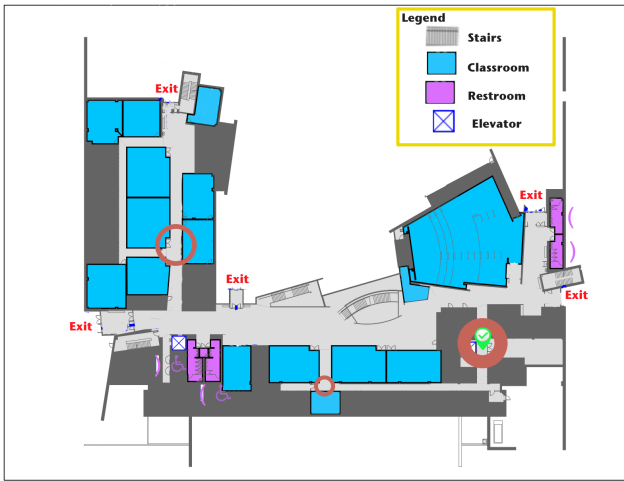 Legend
Stairs
Classroom
Restroom
Elevator
Exit
Exit
Exit
Exit
Exit